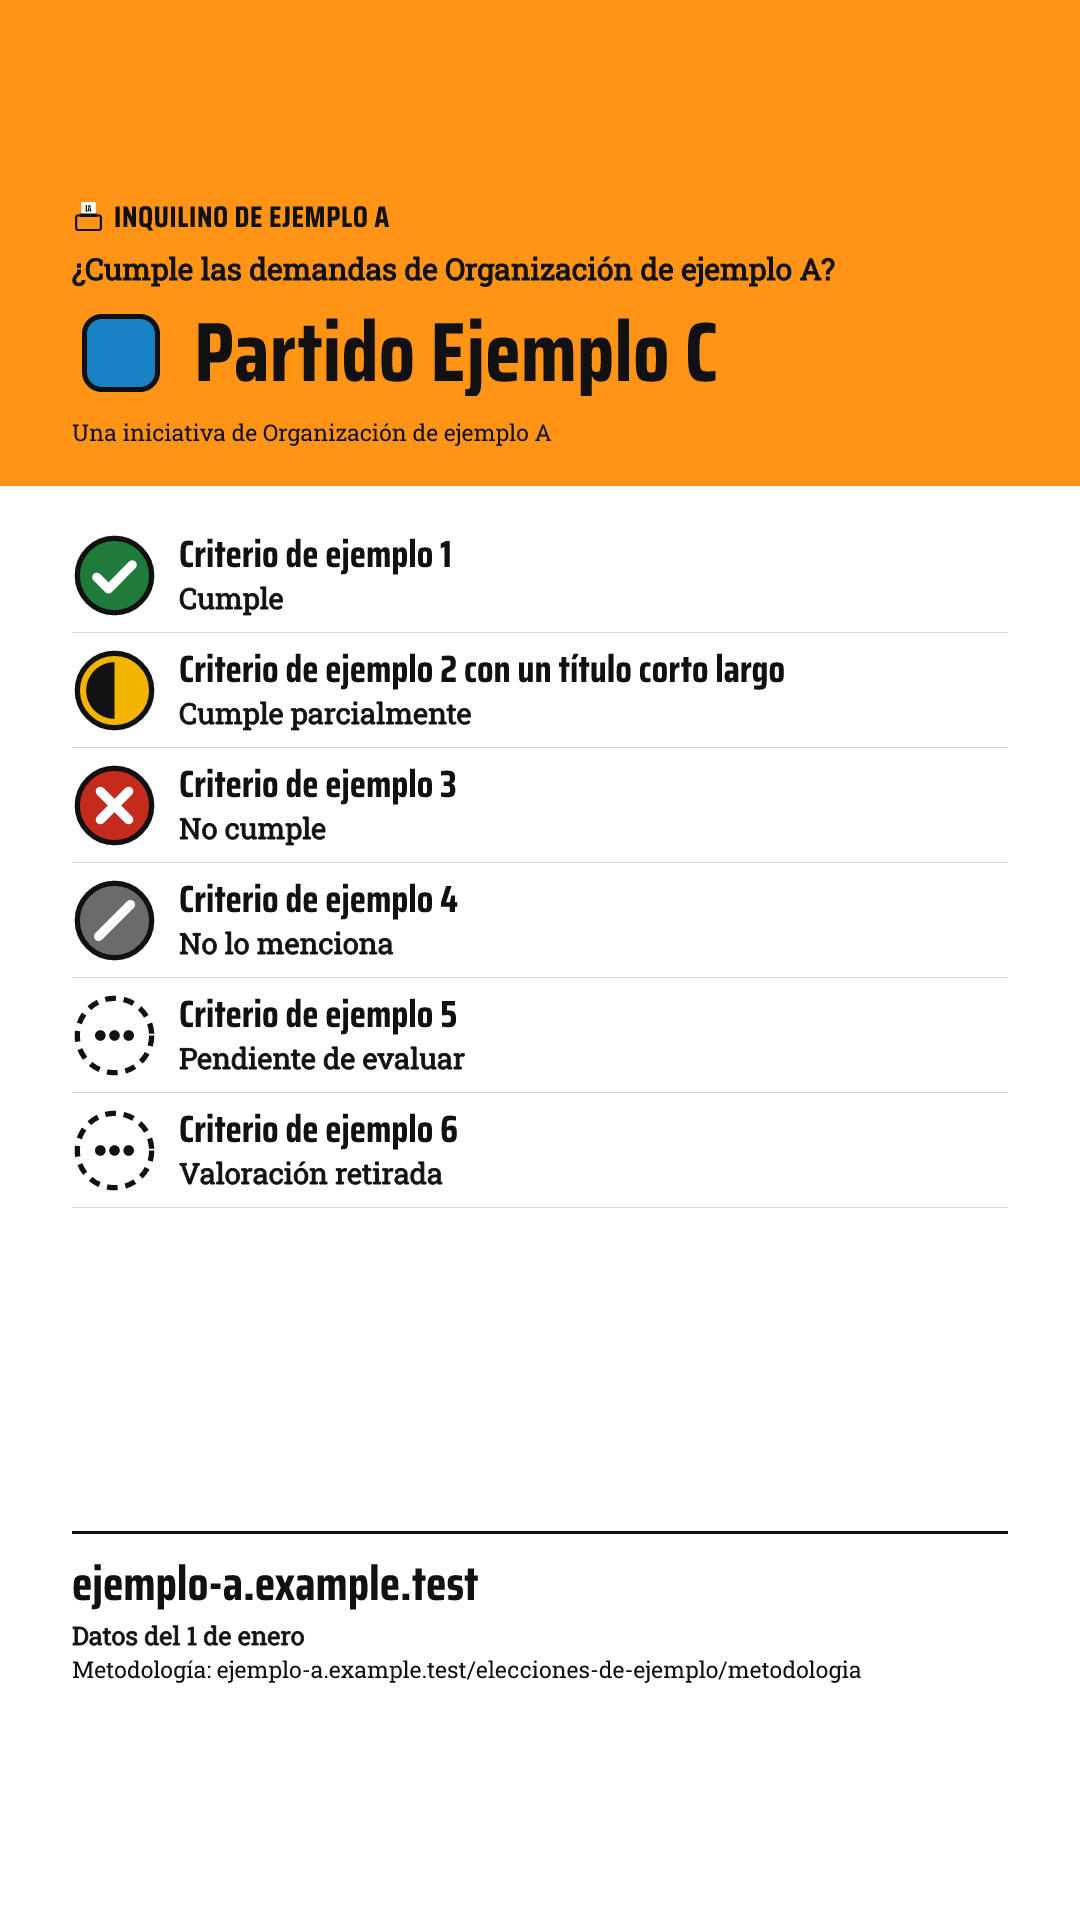 IA
INQUILINO DE EJEMPLO A
¿Cumple las demandas de Organización de ejemplo A?
Partido Ejemplo C
Una iniciativa de Organización de ejemplo A
Criterio de ejemplo 1
Cumple
Criterio de ejemplo 2 con un título corto largo
Cumple parcialmente
Criterio de ejemplo 3
No cumple
Criterio de ejemplo 4
No lo menciona
Criterio de ejemplo 5
Pendiente de evaluar
Criterio de ejemplo 6
Valoración retirada
ejemplo-a.example.test
Datos del 1 de enero
Metodología: ejemplo-a.example.test/elecciones-de-ejemplo/metodologia